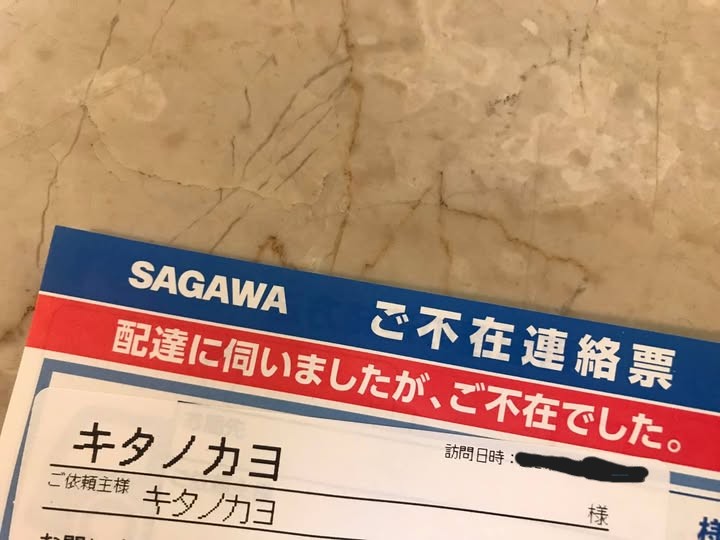 SAGAWA ご不在連絡票
配達に伺いましたが、ご不在でした。
キタノカヨ
訪問日時：
ご依頼主様 キタノカヨ 様
様